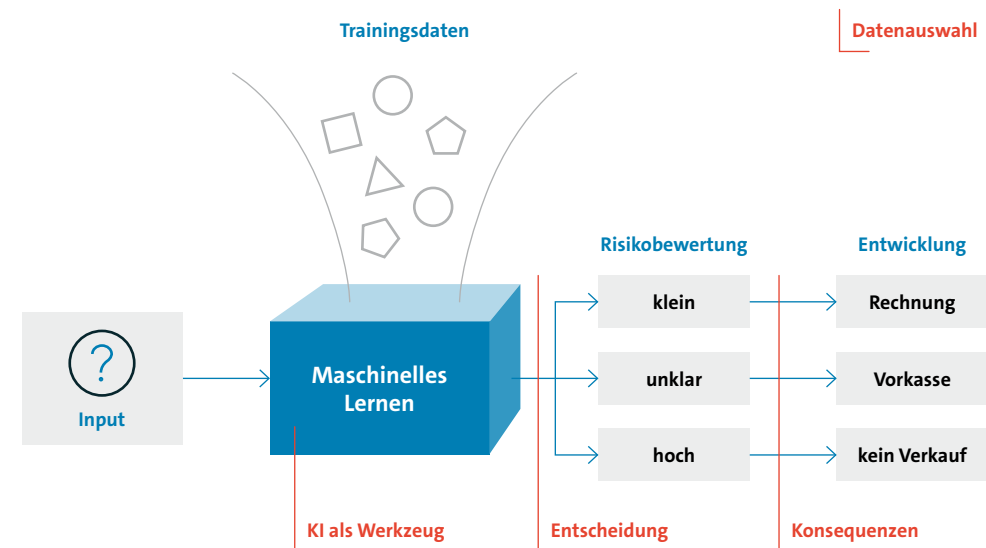 Trainingsdaten
Datenauswahl
?
Input
Maschinelles
Lernen
Risikobewertung
Entwicklung
klein
Rechnung
unklar
Vorkasse
hoch
kein Verkauf
KI als Werkzeug
Entscheidung
Konsequenzen